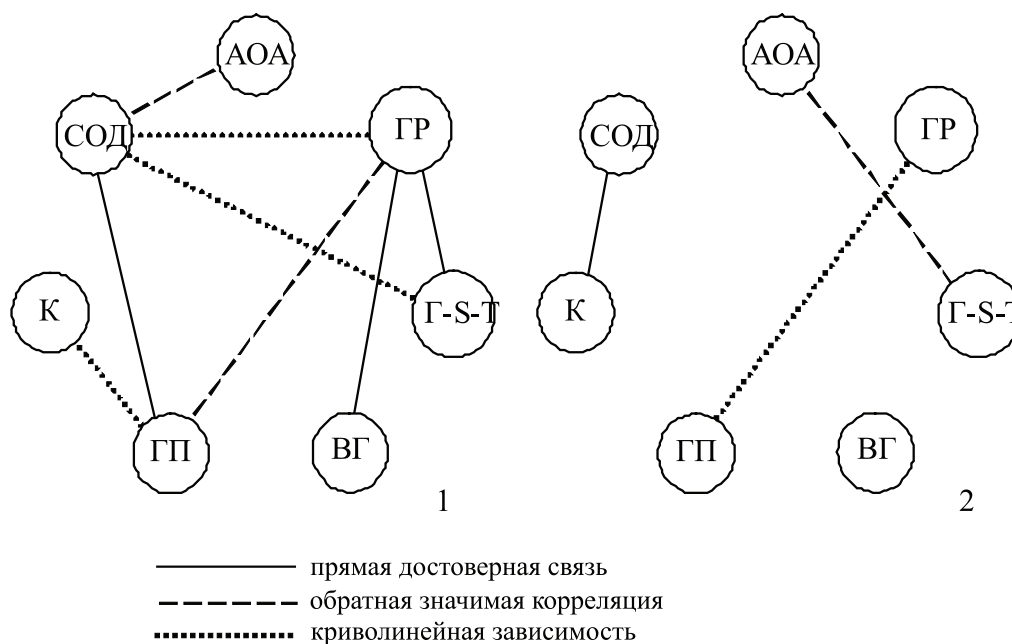 АОА
СОД
ГР
К
Г-S-Т
ГП
ВГ
1
АОА
СОД
ГР
К
Г-S-Т
ГП
ВГ
2
прямая достоверная связь
обратная значимая корреляция
криволинейная зависимость